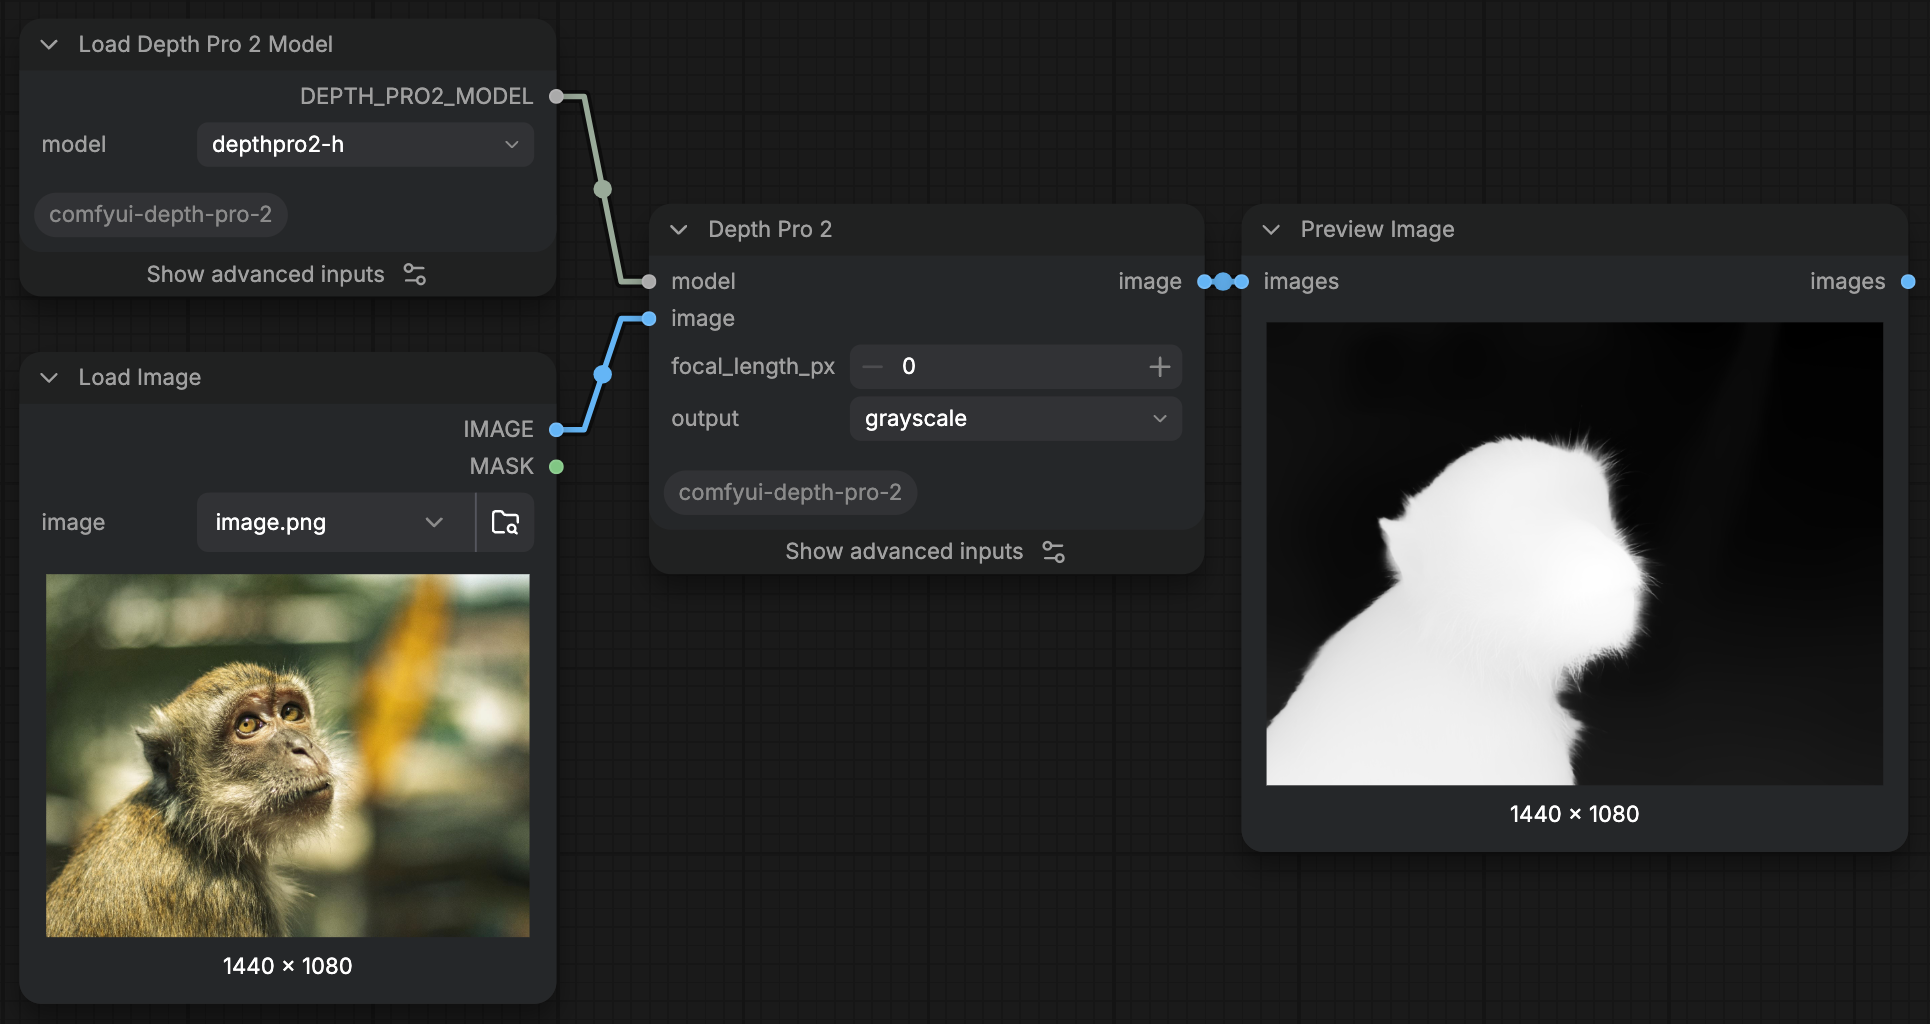 Load Depth Pro 2 Model
DEPTH_PRO2_MODEL
model
depthpro2-h
comfyui-depth-pro-2
Show advanced inputs
Load Image
IMAGE
MASK
image
image.png
1440 × 1080
Depth Pro 2
model
image
image
focal_length_px
0
output
grayscale
comfyui-depth-pro-2
Show advanced inputs
Preview Image
images
images
1440 × 1080